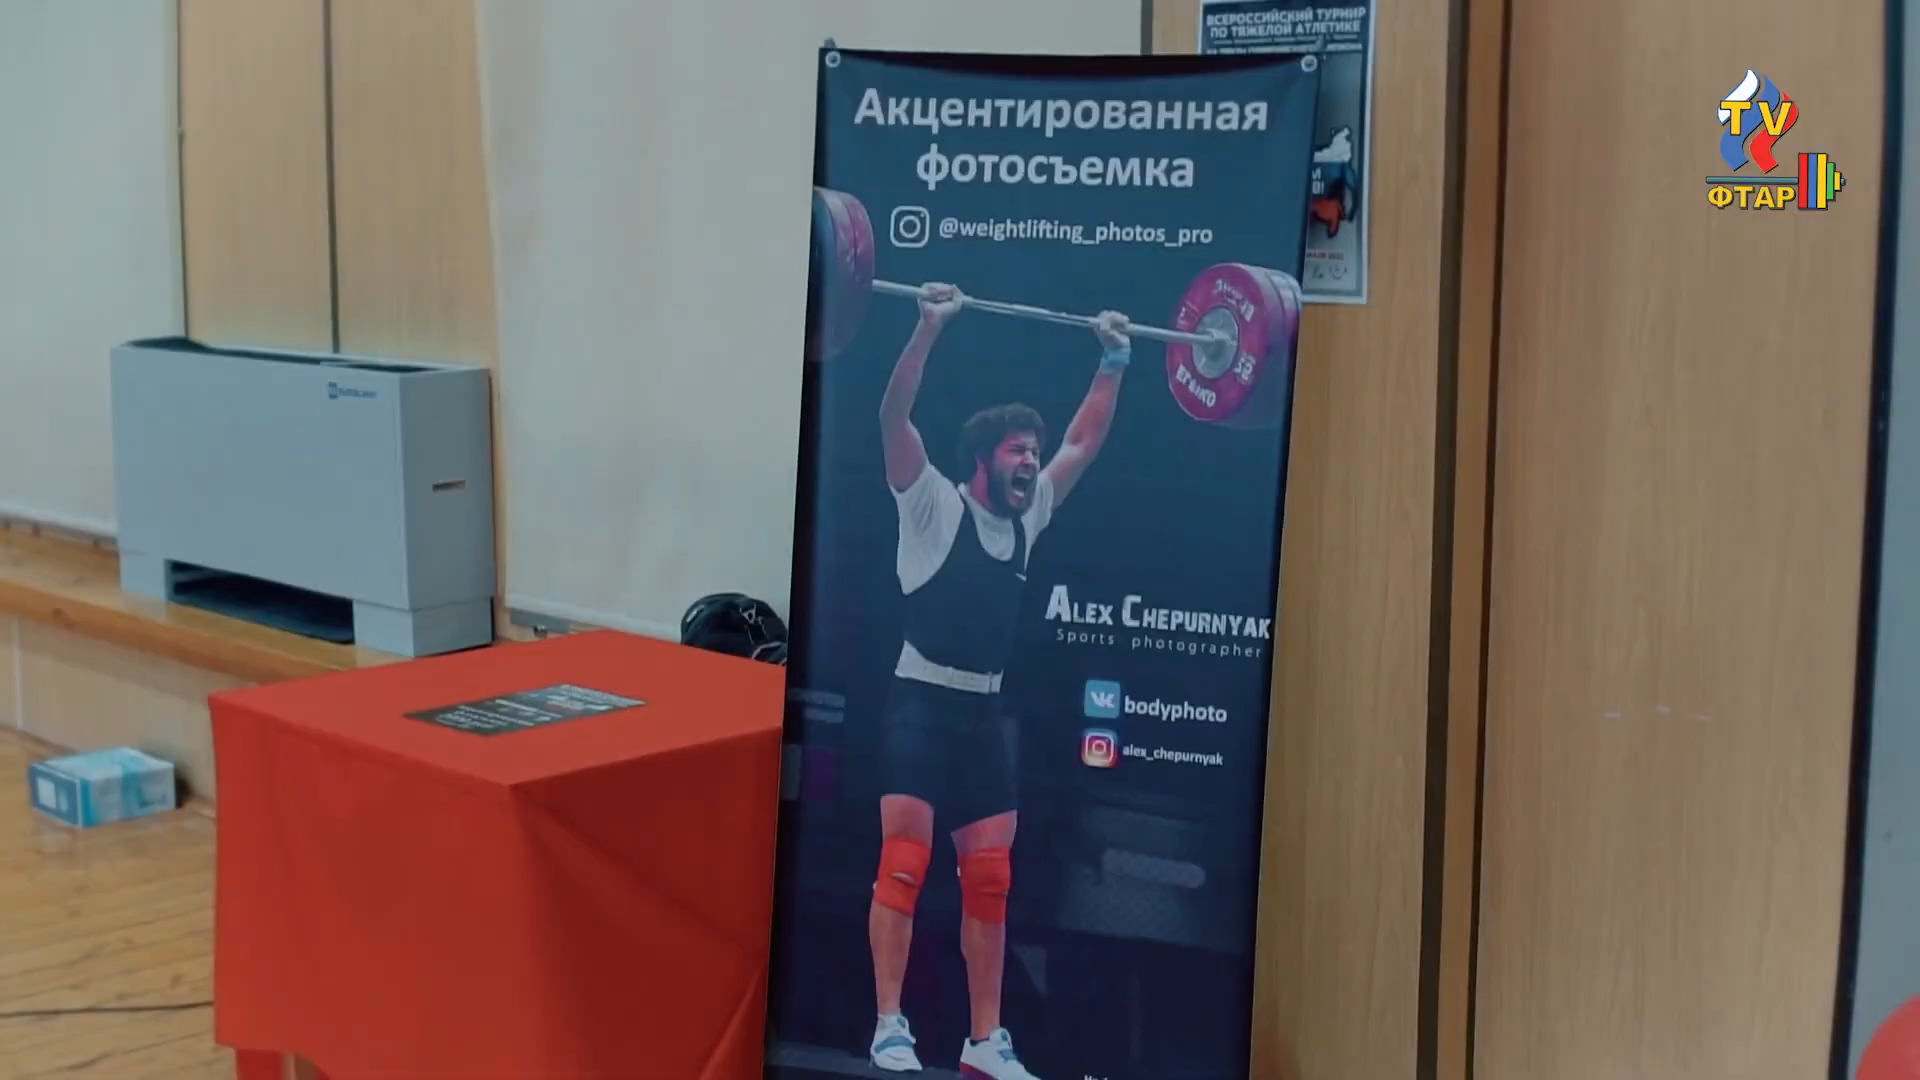 ВСЕРОССИЙСКИЙ ТУРНИР
ПО ТЯЖЕЛОЙ АТЛЕТИКЕ
Акцентированная
фотосъемка
@weightlifting_photos_pro
ALEX CHEPURNYAK
Sports photographer
bodyphoto
alex_chepurnyak
TV
ФТАР